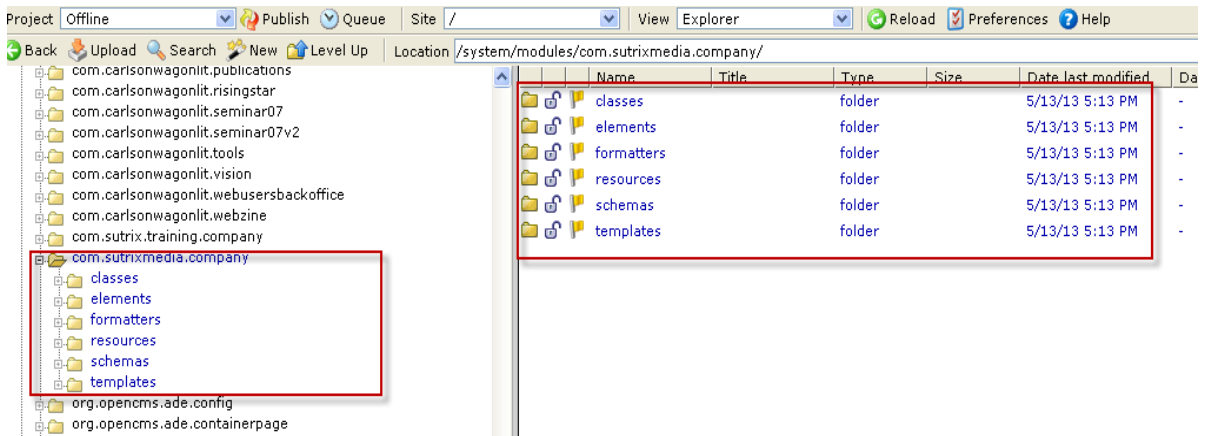 Project Offline Publish Queue Site / View Explorer Reload Preferences Help
Back Upload Search New Level Up Location /system/modules/com.sutrixmedia.company/
com.carlsonwagonlit.publications
com.carlsonwagonlit.risingstar
com.carlsonwagonlit.seminar07
com.carlsonwagonlit.seminar07v2
com.carlsonwagonlit.tools
com.carlsonwagonlit.vision
com.carlsonwagonlit.webusersbackoffice
com.carlsonwagonlit.webzine
com.sutrix.training.company
com.sutrixmedia.company
classes
elements
formatters
resources
schemas
templates
org.opencms.ade.config
org.opencms.ade.containerpage
Name Title Type Size Date last modified Da
classes folder 5/13/13 5:13 PM -
elements folder 5/13/13 5:13 PM -
formatters folder 5/13/13 5:13 PM -
resources folder 5/13/13 5:13 PM -
schemas folder 5/13/13 5:13 PM -
templates folder 5/13/13 5:13 PM -